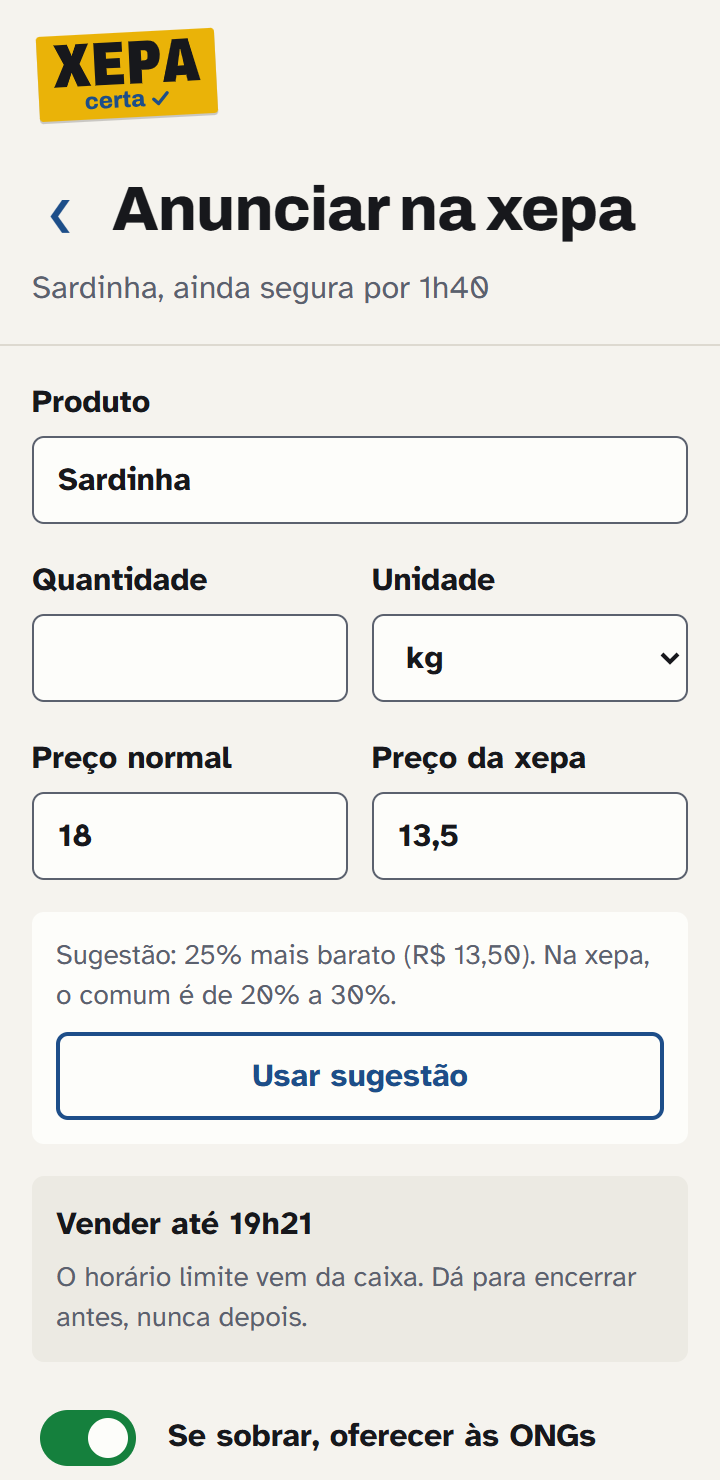 XEPA
certa
Anunciar na xepa
Sardinha, ainda segura por 1h40
Produto
Sardinha
Quantidade
Unidade
kg
Preço normal
Preço da xepa
18
13,5
Sugestão: 25% mais barato (R$ 13,50). Na xepa,
o comum é de 20% a 30%.
Usar sugestão
Vender até 19h21
O horário limite vem da caixa. Dá para encerrar
antes, nunca depois.
Se sobrar, oferecer às ONGs